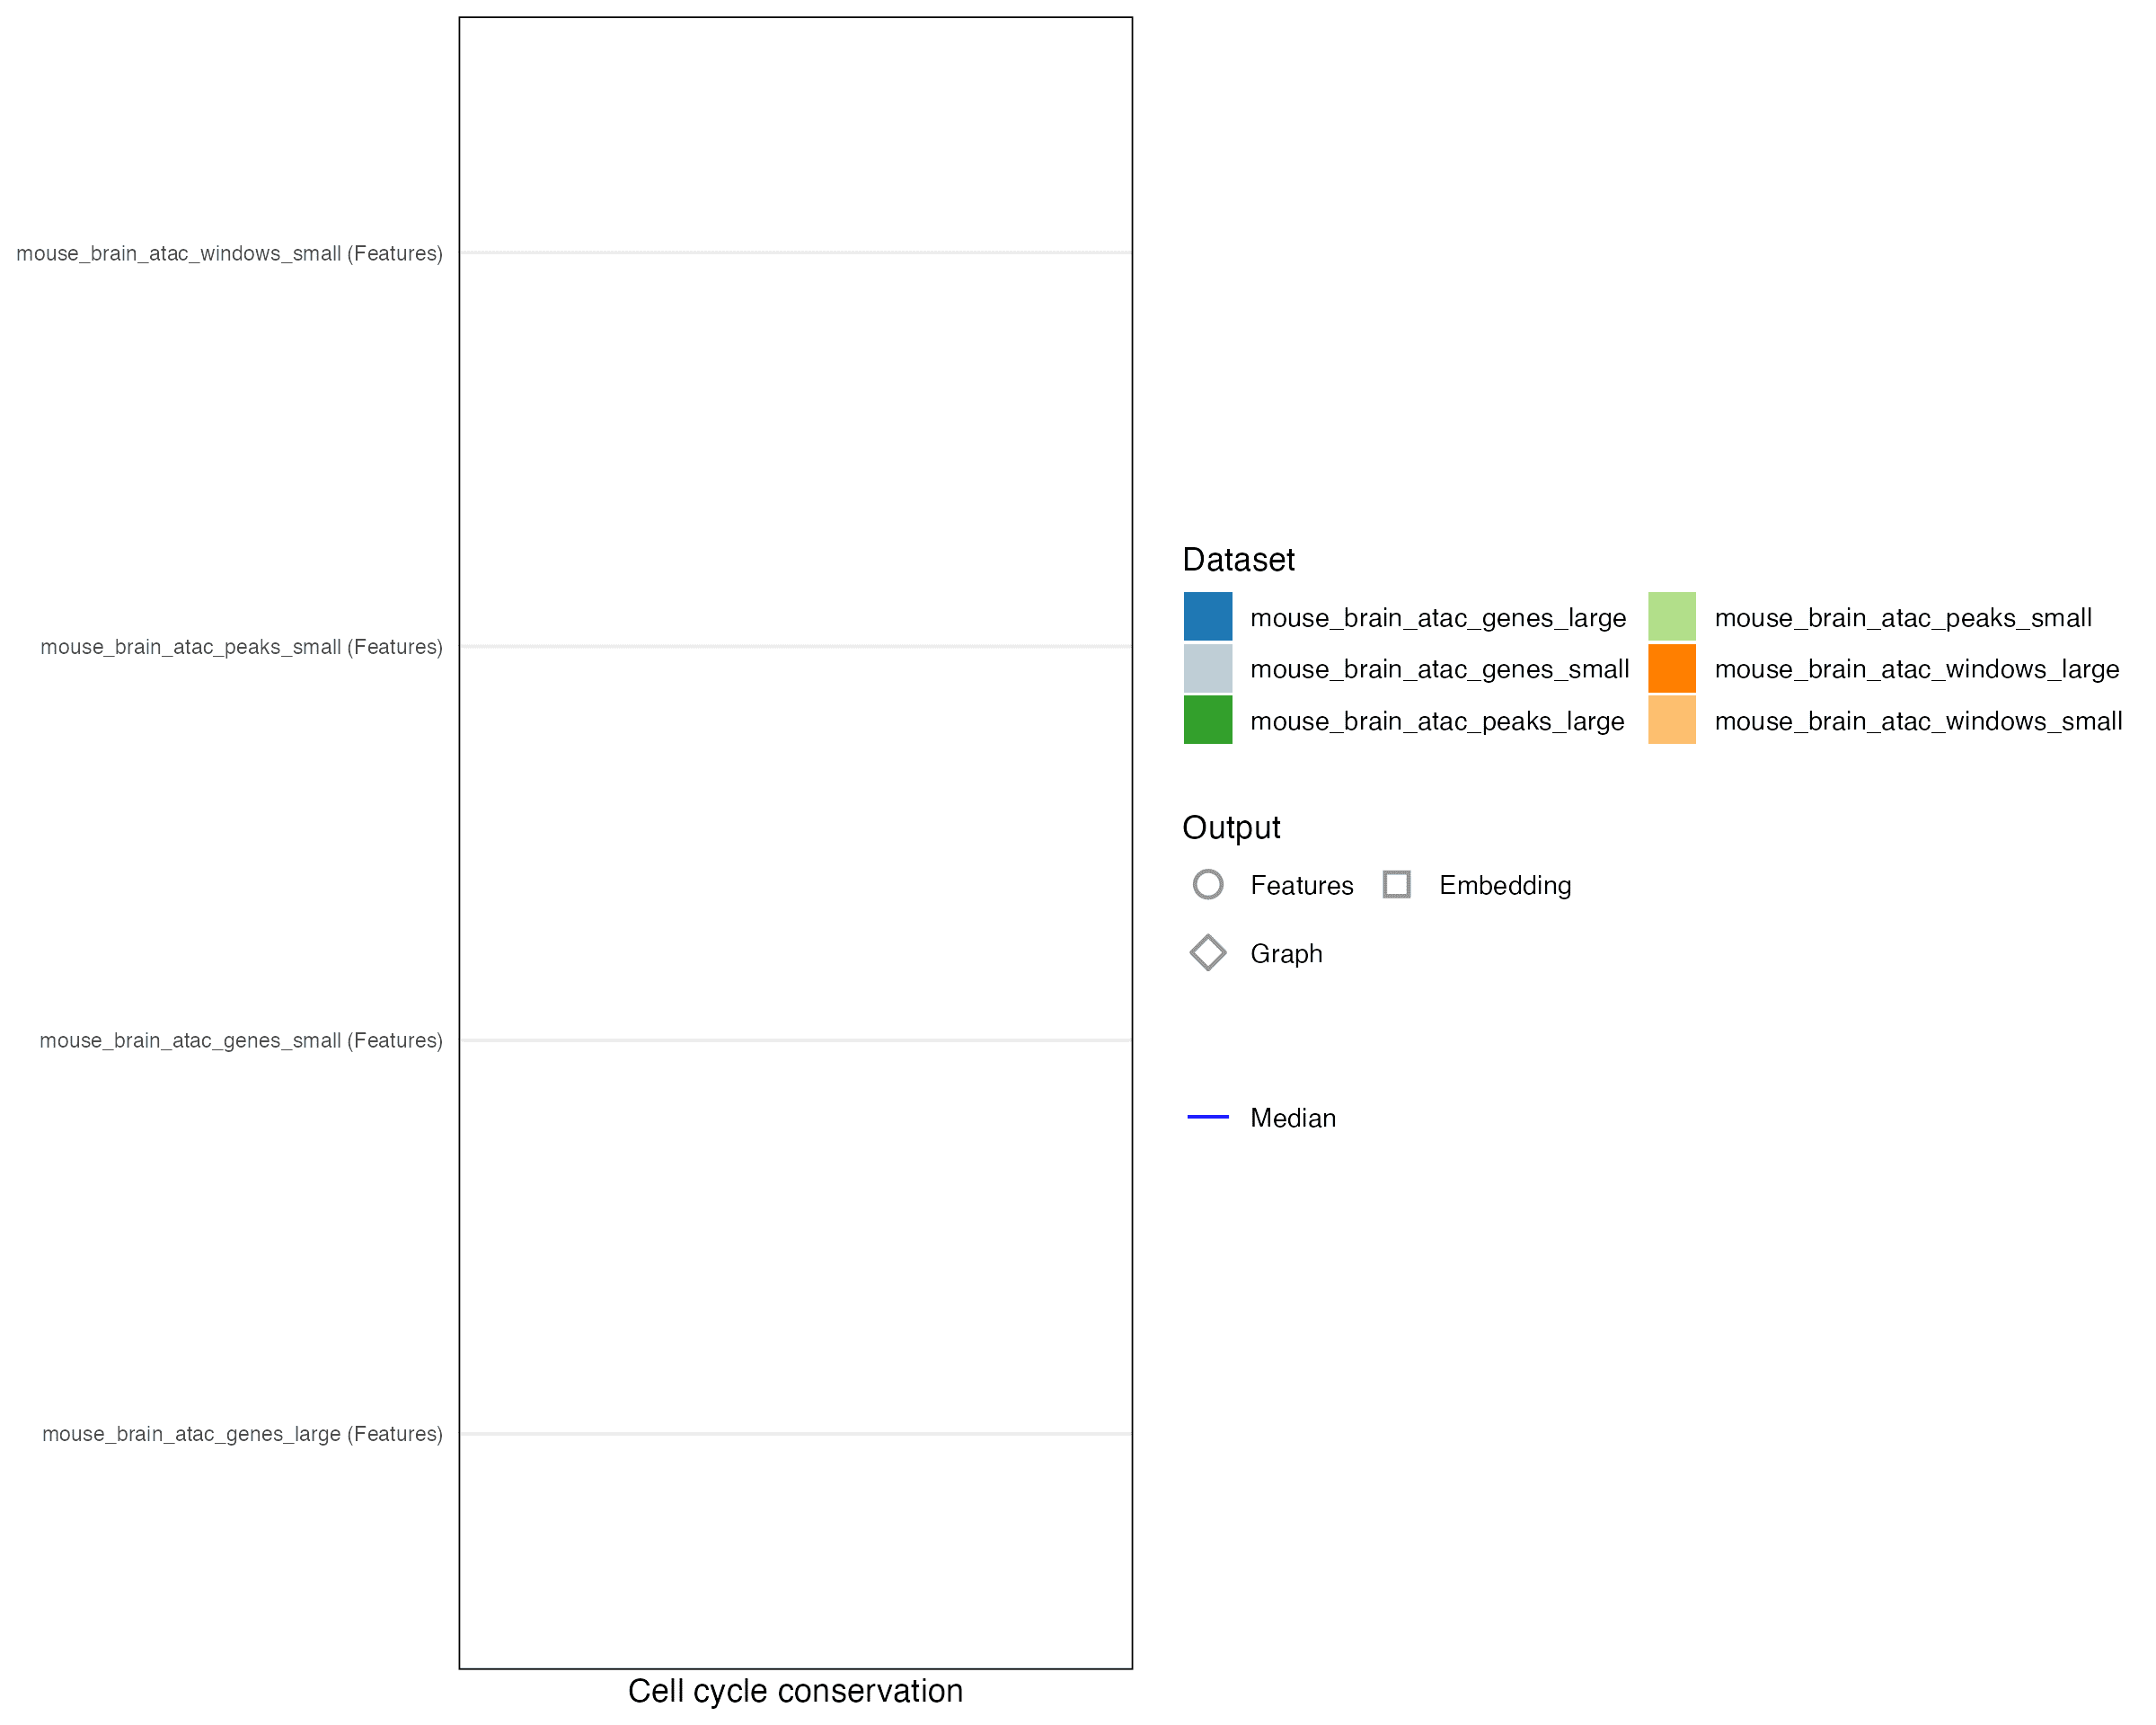 mouse_brain_atac_windows_small (Features)
mouse_brain_atac_peaks_small (Features)
mouse_brain_atac_genes_small (Features)
mouse_brain_atac_genes_large (Features)
Cell cycle conservation
Dataset
mouse_brain_atac_genes_large
mouse_brain_atac_genes_small
mouse_brain_atac_peaks_large
mouse_brain_atac_peaks_small
mouse_brain_atac_windows_large
mouse_brain_atac_windows_small
Output
Features
Embedding
Graph
Median